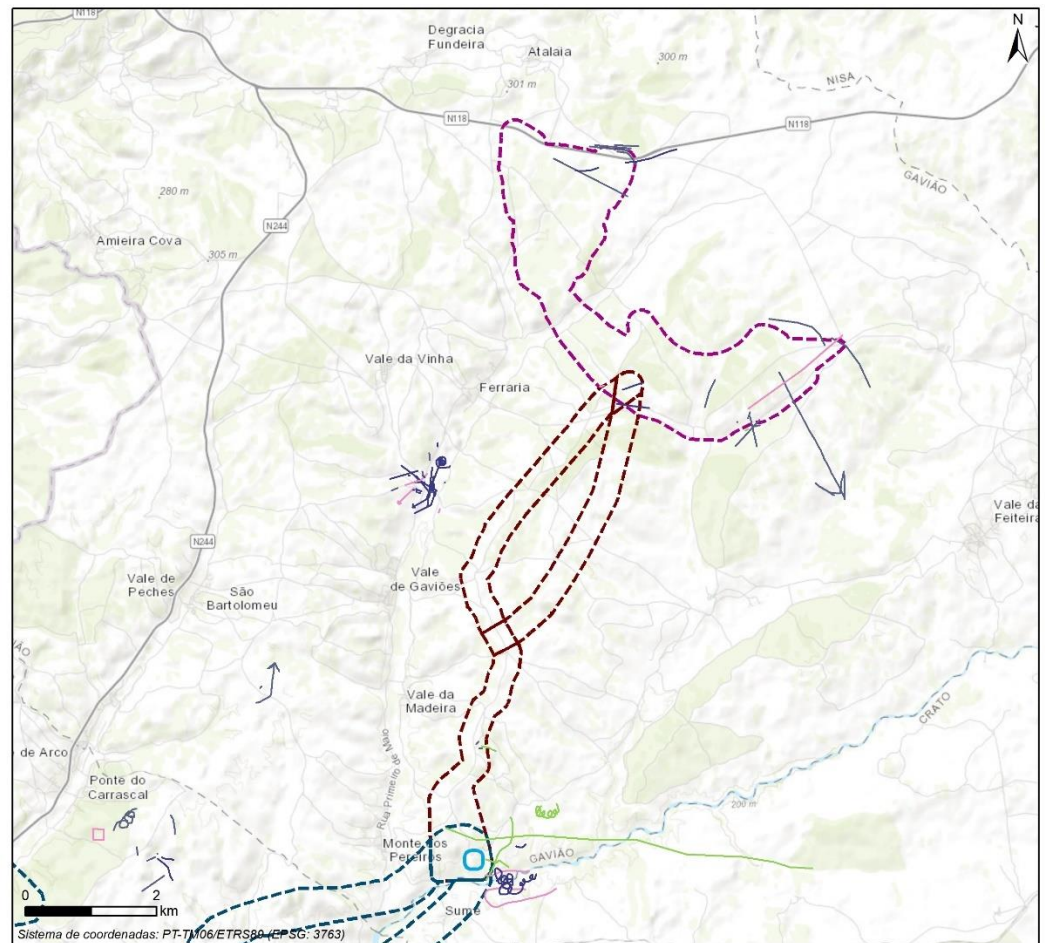 N118
Degracia
Fundeira
Atalaia
N
300 m
NISA
301 m
N118
N118
GAVIÃO
280 m
N244
Amieira Cova
305 m
Vale da Vinha
Ferraria
Vale da
Feiteira
N244
Vale
de Gaviões
Vale de
Peches
São
Bartolomeu
Vale da
Madeira
CRATO
de Arco
Ponte do
Carrascal
Rua Primeiro de Maio
200 m
Monte dos
Pereiros
GAVIÃO
0 2
km
Sume
Sistema de coordenadas: PT-TM06/ETRS89 (EPSG: 3763)